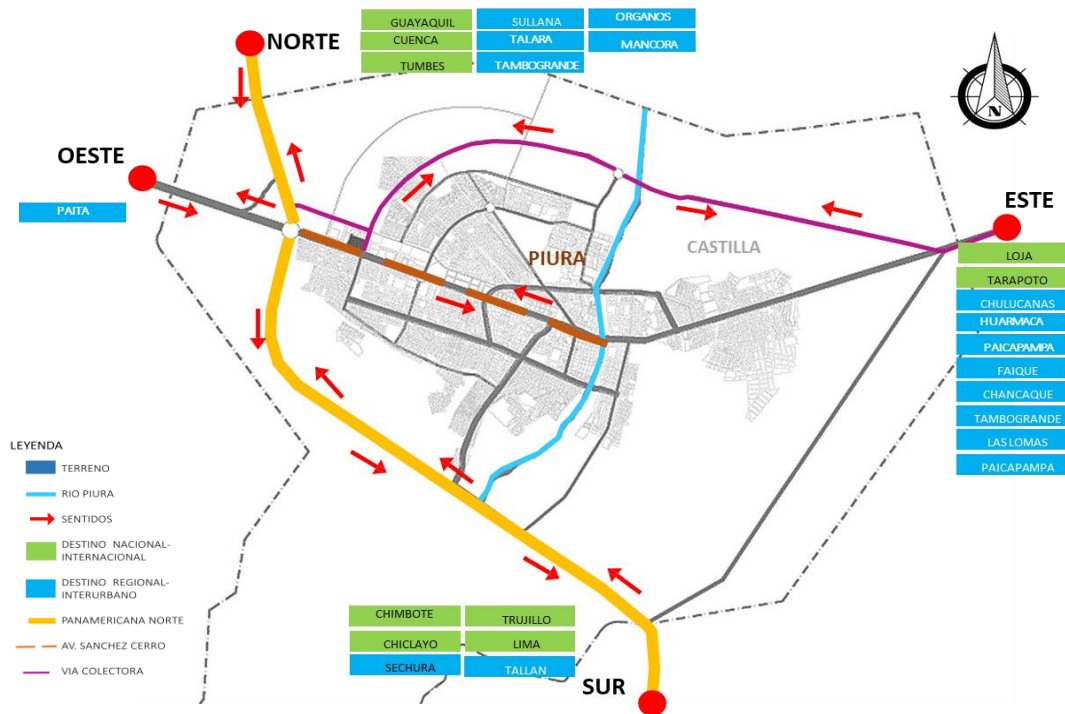 NORTE
GUAYAQUIL
SULLANA
ORGANOS
CUENCA
TALARA
MANCORA
TUMBES
TAMBOGRANDE
N
OESTE
PAITA
ESTE
PIURA
CASTILLA
LOJA
TARAPOTO
CHULUCANAS
HUARMACA
PAICAPAMPA
FAIQUE
CHANCAQUE
TAMBOGRANDE
LAS LOMAS
PAICAPAMPA
LEYENDA
TERRENO
RIO PIURA
SENTIDOS
DESTINO NACIONAL-
INTERNACIONAL
DESTINO REGIONAL-
INTERURBANO
PANAMERICANA NORTE
AV. SANCHEZ CERRO
VIA COLECTORA
CHIMBOTE
TRUJILLO
CHICLAYO
LIMA
SECHURA
TALLAN
SUR